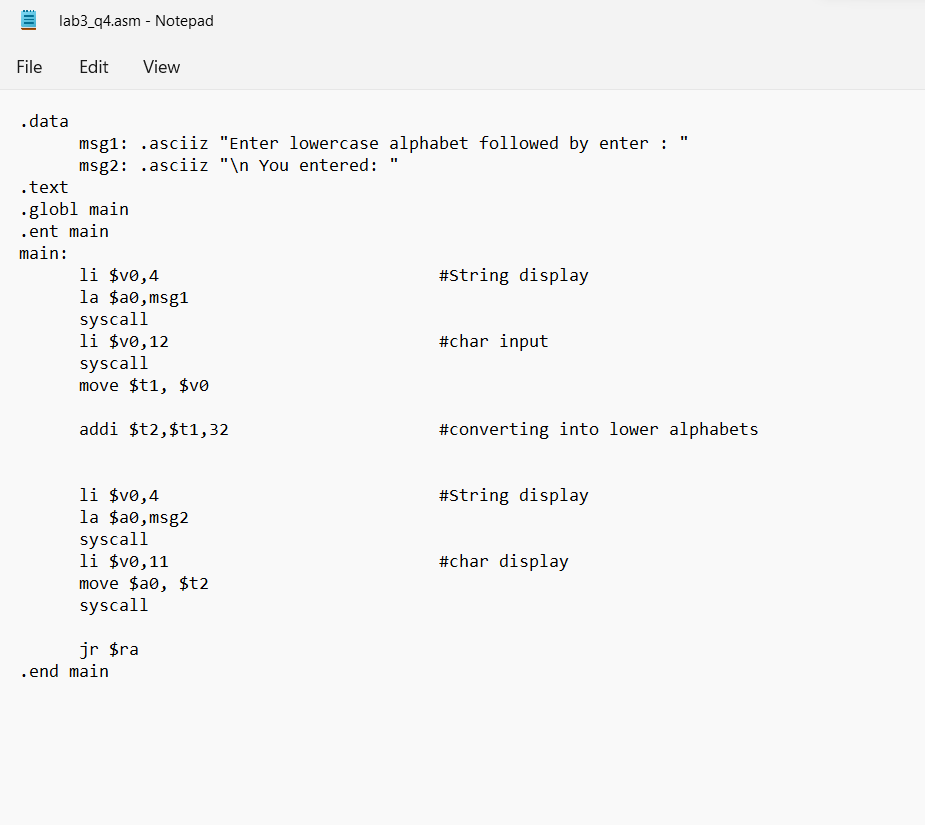 lab3_q4.asm - Notepad
File Edit View
.data
msg1: .asciiz "Enter lowercase alphabet followed by enter : "
msg2: .asciiz "\n You entered: "
.text
.globl main
.ent main
main:
li $v0,4 #String display
la $a0,msg1
syscall
li $v0,12 #char input
syscall
move $t1, $v0
addi $t2,$t1,32 #converting into lower alphabets
li $v0,4 #String display
la $a0,msg2
syscall
li $v0,11 #char display
move $a0, $t2
syscall
jr $ra
.end main